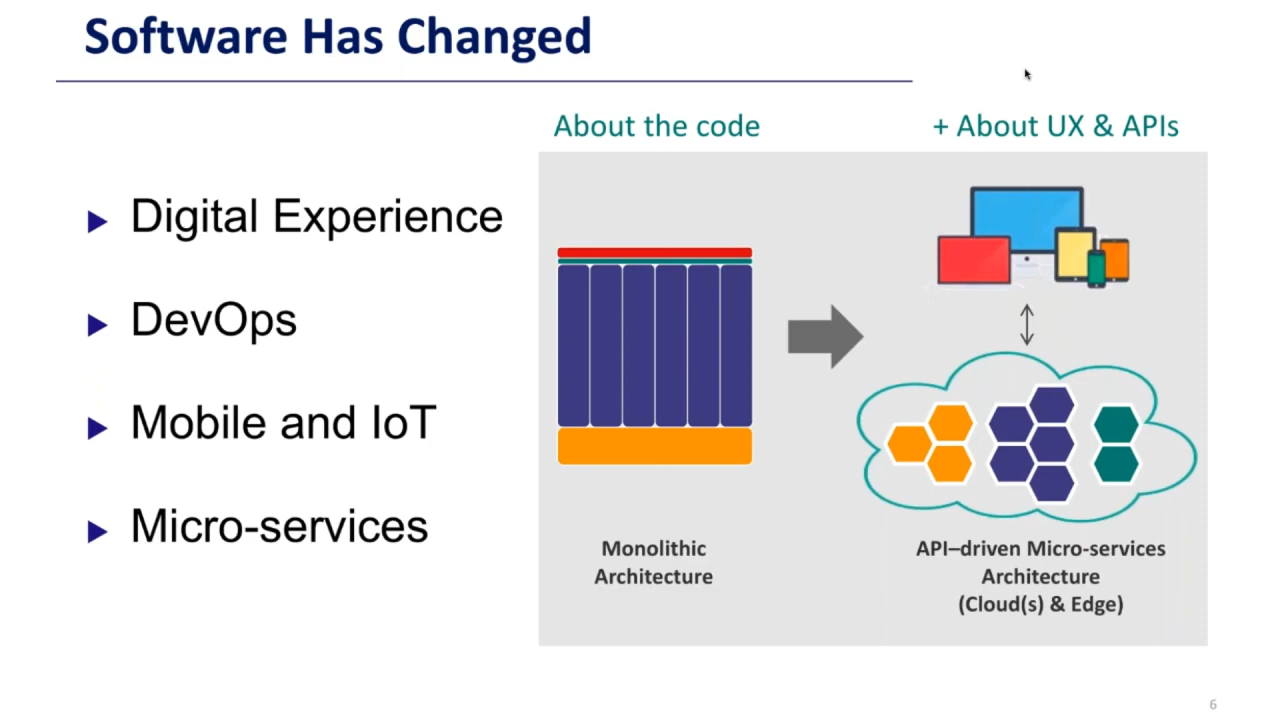 Software Has Changed
About the code
+ About UX & APIs
Digital Experience
DevOps
Mobile and IoT
Micro-services
Monolithic
Architecture
API–driven Micro-services
Architecture
(Cloud(s) & Edge)
6